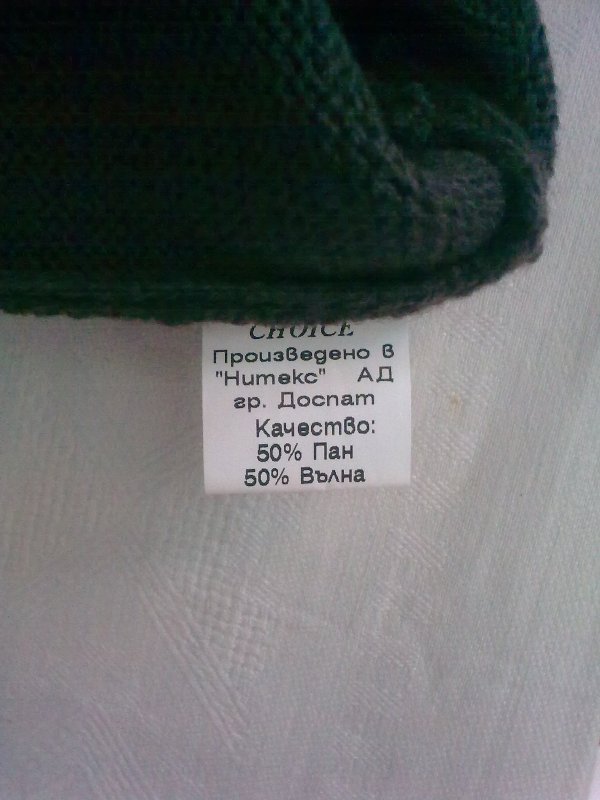 CHOICE
Произведено в
"Нитекс" АД
гр. Доспат
Качество:
50% Пан
50% Вълна